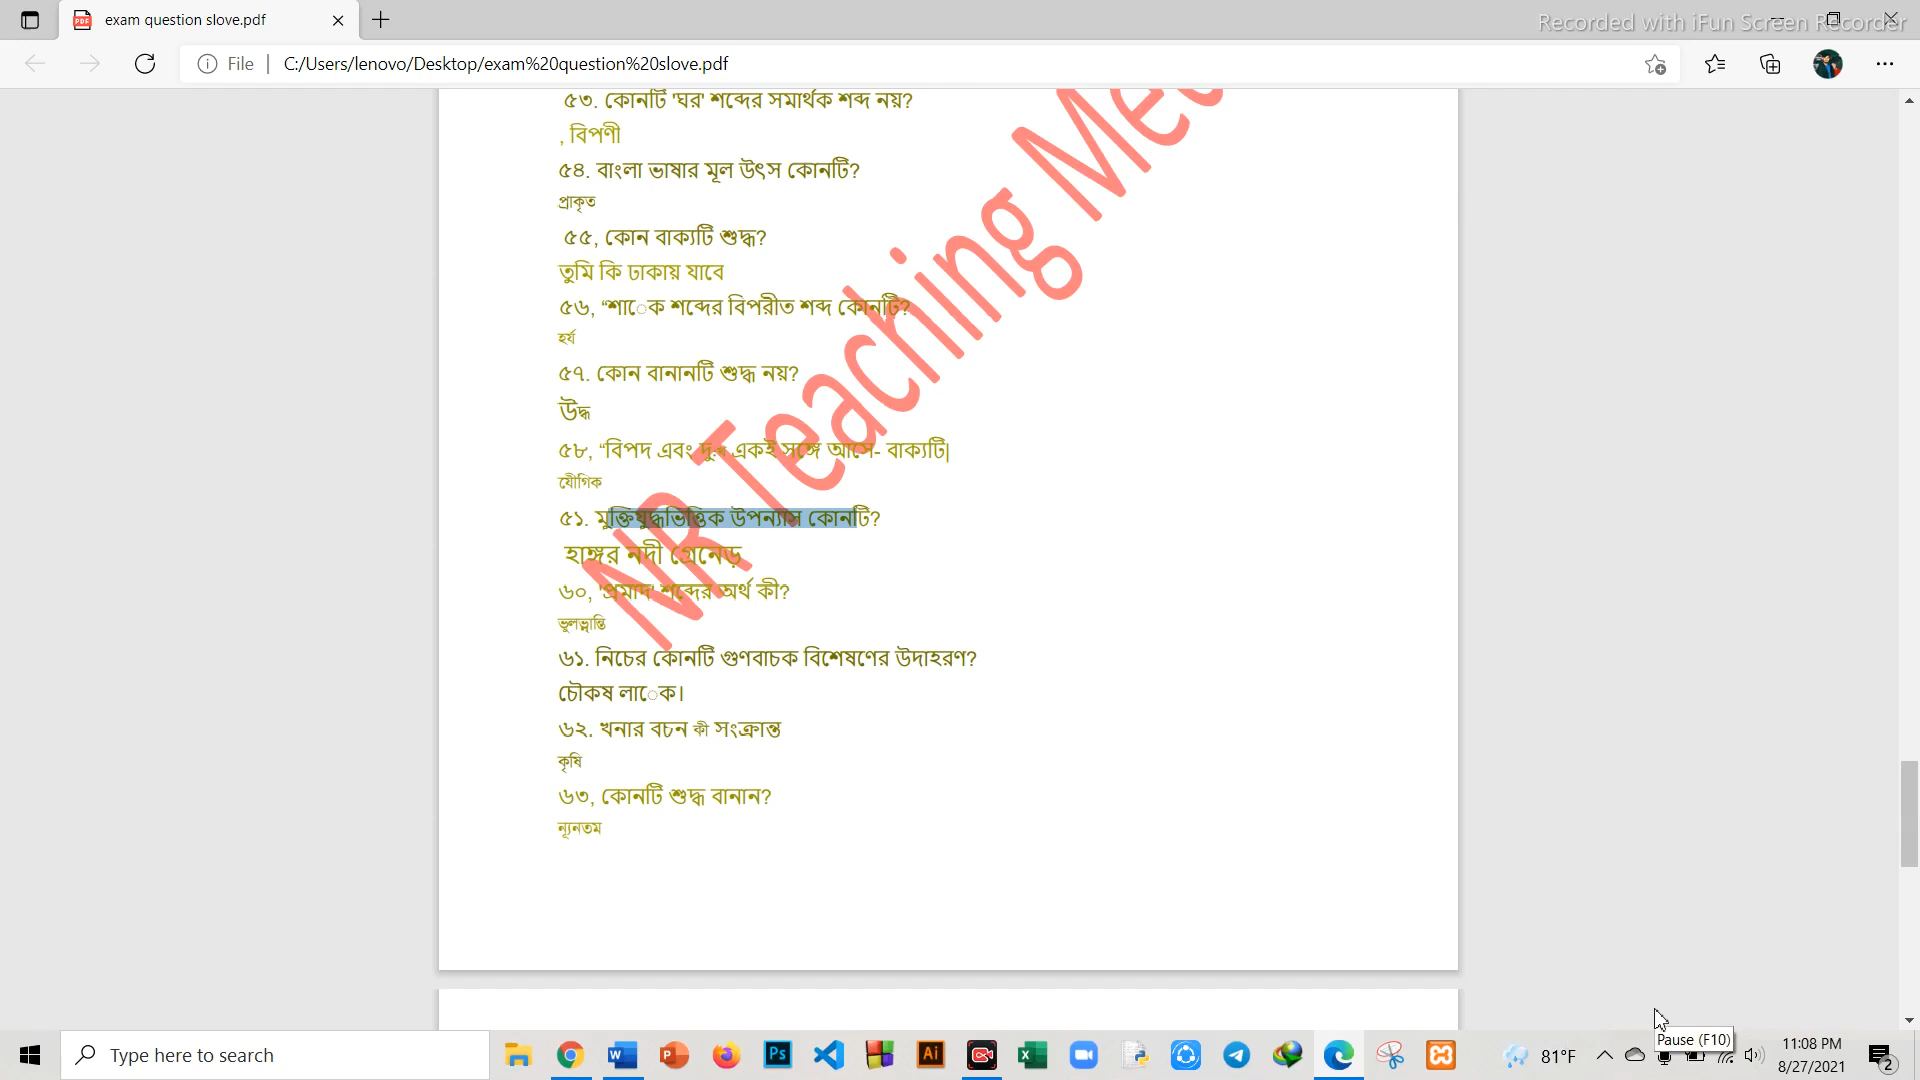 exam question slove.pdf
Recorded with iFun Screen Recorder
File
C:/Users/lenovo/Desktop/exam%20question%20slove.pdf
৫৩. কোনটি 'ঘর' শব্দের সমার্থক শব্দ নয়?
, বিপণী
৫৪. বাংলা ভাষার মূল উৎস কোনটি?
প্রাকৃত
৫৫, কোন বাক্যটি শুদ্ধ?
তুমি কি ঢাকায় যাবে
৫৬, “শােক শব্দের বিপরীত শব্দ কোনটি?
হর্য
৫৭. কোন বানানটি শুদ্ধ নয়?
উদ্ধ
৫৮, “বিপদ এবং দুঃখ একই সঙ্গে আসে- বাক্যটি|
যৌগিক
৫১. মুক্তিযুদ্ধভিত্তিক উপন্যাস কোনটি?
হাঙ্গর নদী গ্রেনেড়
৬০, 'প্রমাদ' শব্দের অর্থ কী?
ভুলভ্রান্তি
৬১. নিচের কোনটি গুণবাচক বিশেষণের উদাহরণ?
চৌকষ লােক।
৬২. খনার বচন কী সংক্রান্ত
কৃষি
৬৩, কোনটি শুদ্ধ বানান?
ন্যূনতম
NR Teaching
Pause (F10)
Type here to search
81°F
11:08 PM
8/27/2021
2